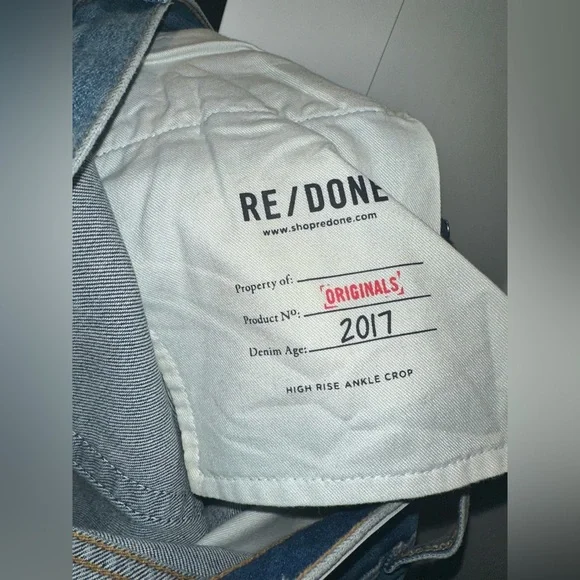 RE/DONE
www.shopredone.com
Property of:
Product Nº: ORIGINALS
Denim Age: 2017
HIGH RISE ANKLE CROP